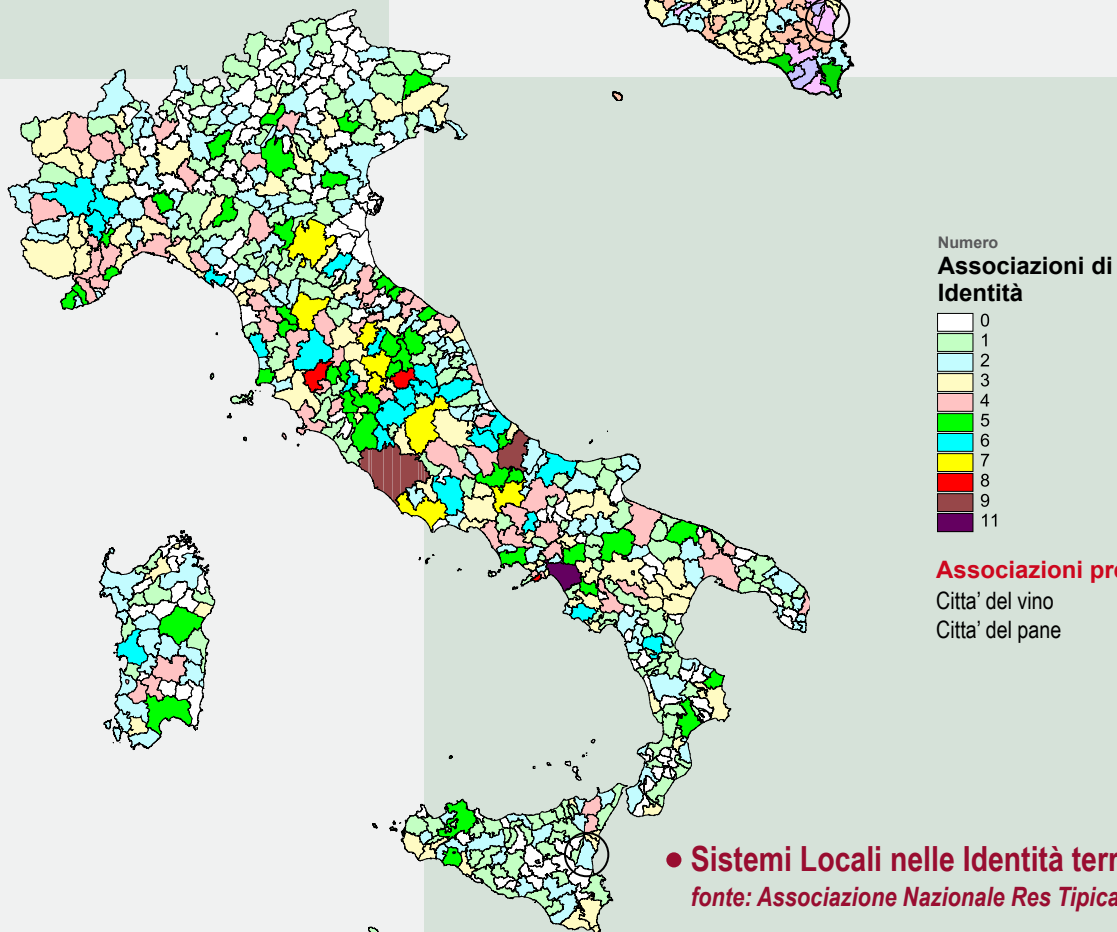 Numero
Associazioni di
Identità
0
1
2
3
4
5
6
7
8
9
11
Associazioni pre
Citta' del vino
Citta' del pane
• Sistemi Locali nelle Identità terr
fonte: Associazione Nazionale Res Tipica